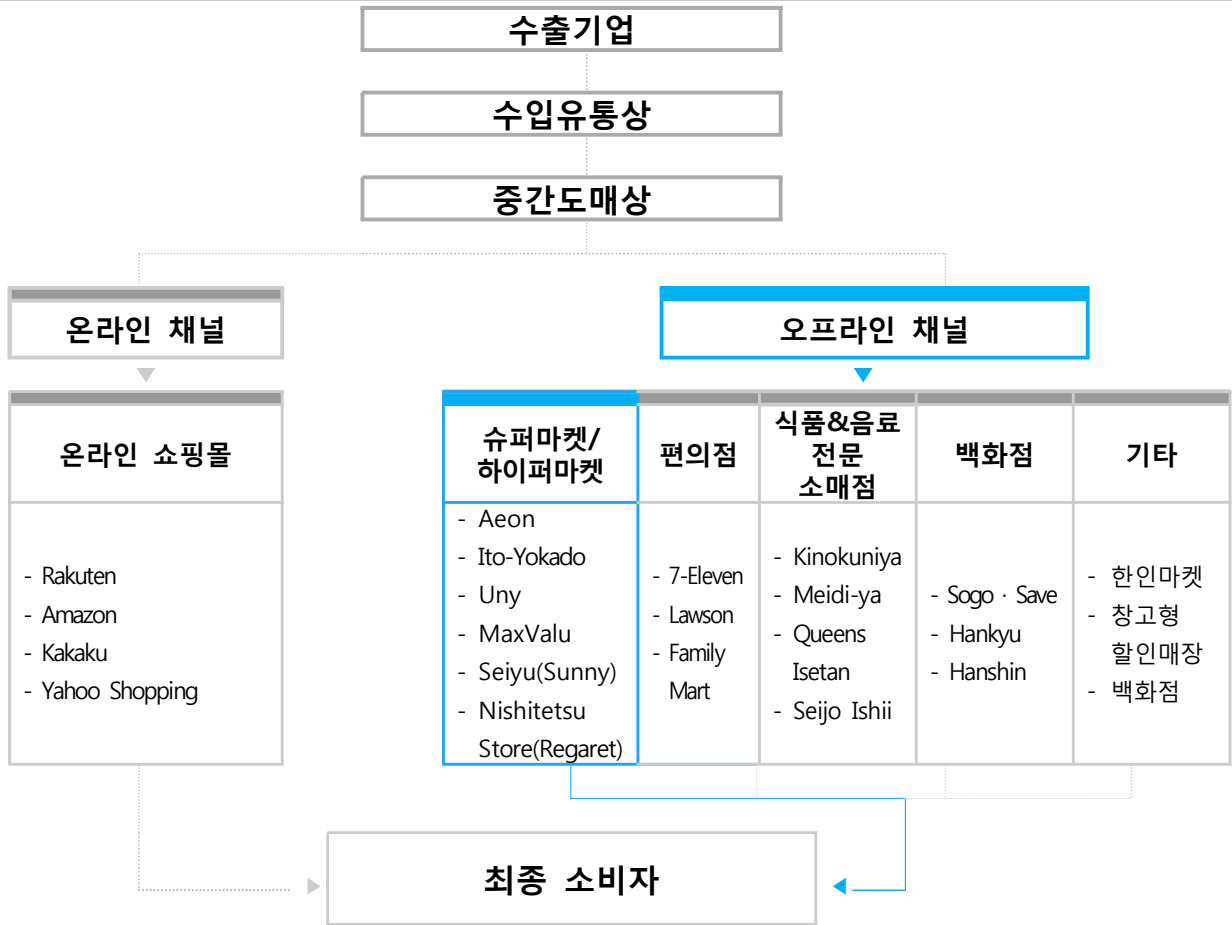 수출기업
수입유통상
중간도매상
온라인 채널
오프라인 채널
온라인 쇼핑몰
- Rakuten
- Amazon
- Kakaku
- Yahoo Shopping
슈퍼마켓/
하이퍼마켓
- Aeon
- Ito-Yokado
- Uny
- MaxValu
- Seiyu(Sunny)
- Nishitetsu
Store(Regaret)
편의점
- 7-Eleven
- Lawson
- Family
Mart
식품&음료
전문
소매점
- Kinokuniya
- Meidi-ya
- Queens
Isetan
- Seijo Ishii
백화점
- Sogo · Save
- Hankyu
- Hanshin
기타
- 한인마켓
- 창고형
할인매장
- 백화점
최종 소비자